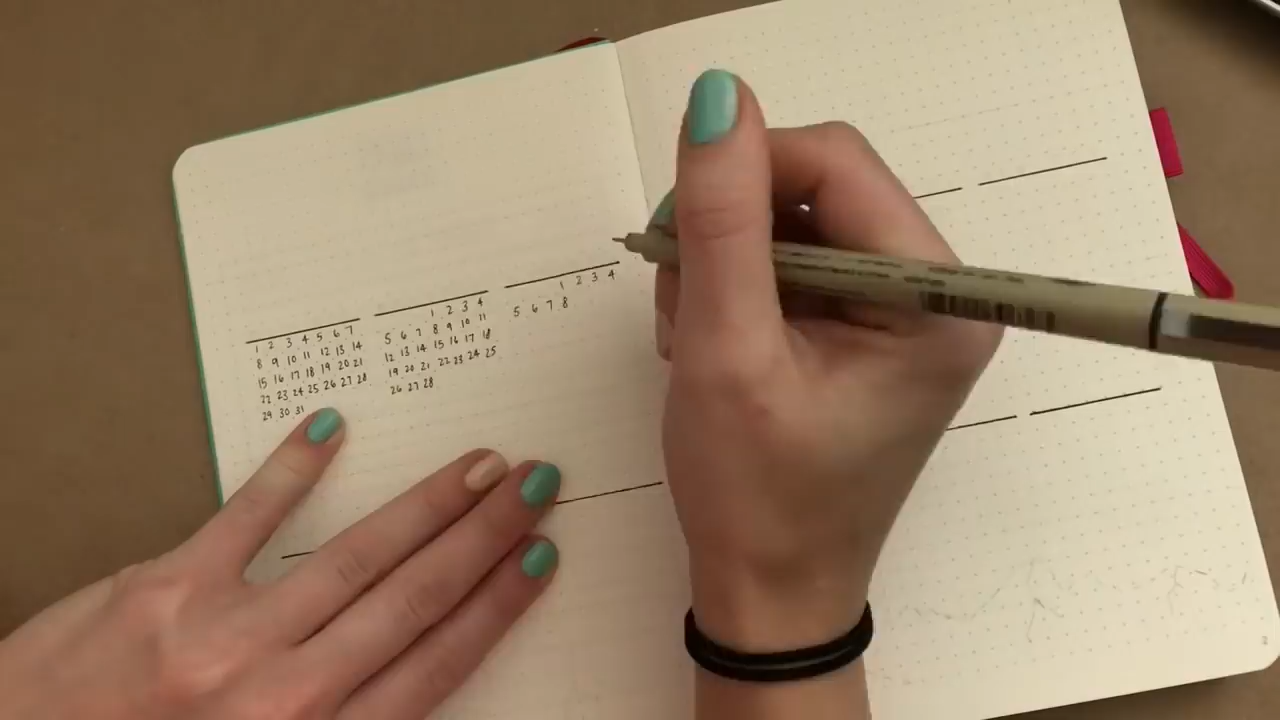 1 2 3 4 5 6 7
8 9 10 11 12 13 14
15 16 17 18 19 20 21
22 23 24 25 26 27 28
29 30 31
1 2 3 4
5 6 7 8 9 10 11
12 13 14 15 16 17 18
19 20 21 22 23 24 25
26 27 28
1 2 3 4
5 6 7 8